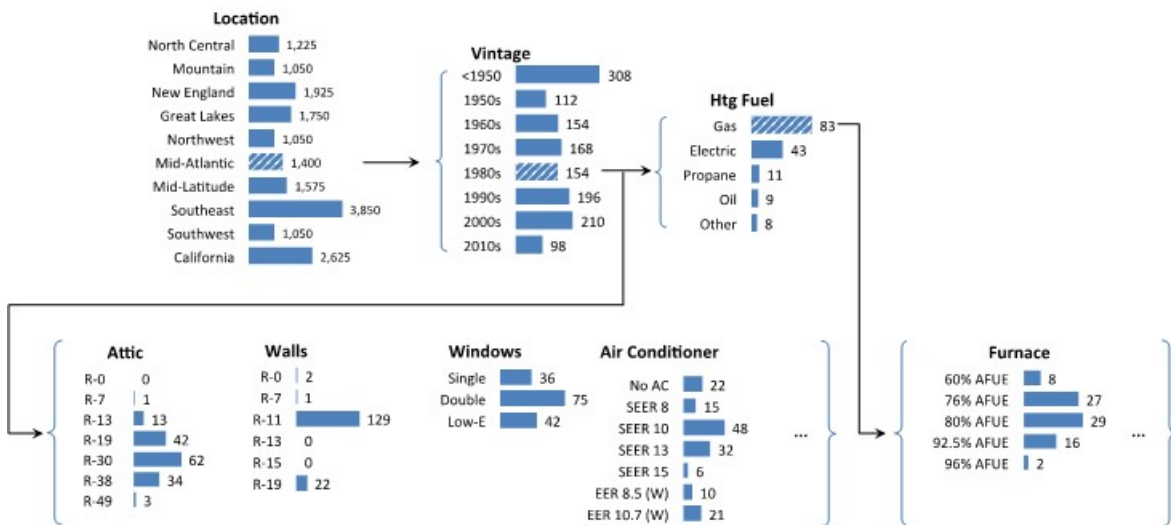 Location
North Central 1,225
Mountain 1,050
New England 1,925
Great Lakes 1,750
Northwest 1,050
Mid-Atlantic 1,400
Mid-Latitude 1,575
Southeast 3,850
Southwest 1,050
California 2,625
Vintage
<1950 308
1950s 112
1960s 154
1970s 168
1980s 154
1990s 196
2000s 210
2010s 98
Htg Fuel
Gas 83
Electric 43
Propane 11
Oil 9
Other 8
Attic
R-0 0
R-7 1
R-13 13
R-19 42
R-30 62
R-38 34
R-49 3
Walls
R-0 2
R-7 1
R-11 129
R-13 0
R-15 0
R-19 22
Windows
Single 36
Double 75
Low-E 42
Air Conditioner
No AC 22
SEER 8 15
SEER 10 48
SEER 13 32
SEER 15 6
EER 8.5 (W) 10
EER 10.7 (W) 21
...
Furnace
60% AFUE 8
76% AFUE 27
80% AFUE 29
92.5% AFUE 16
96% AFUE 2
...